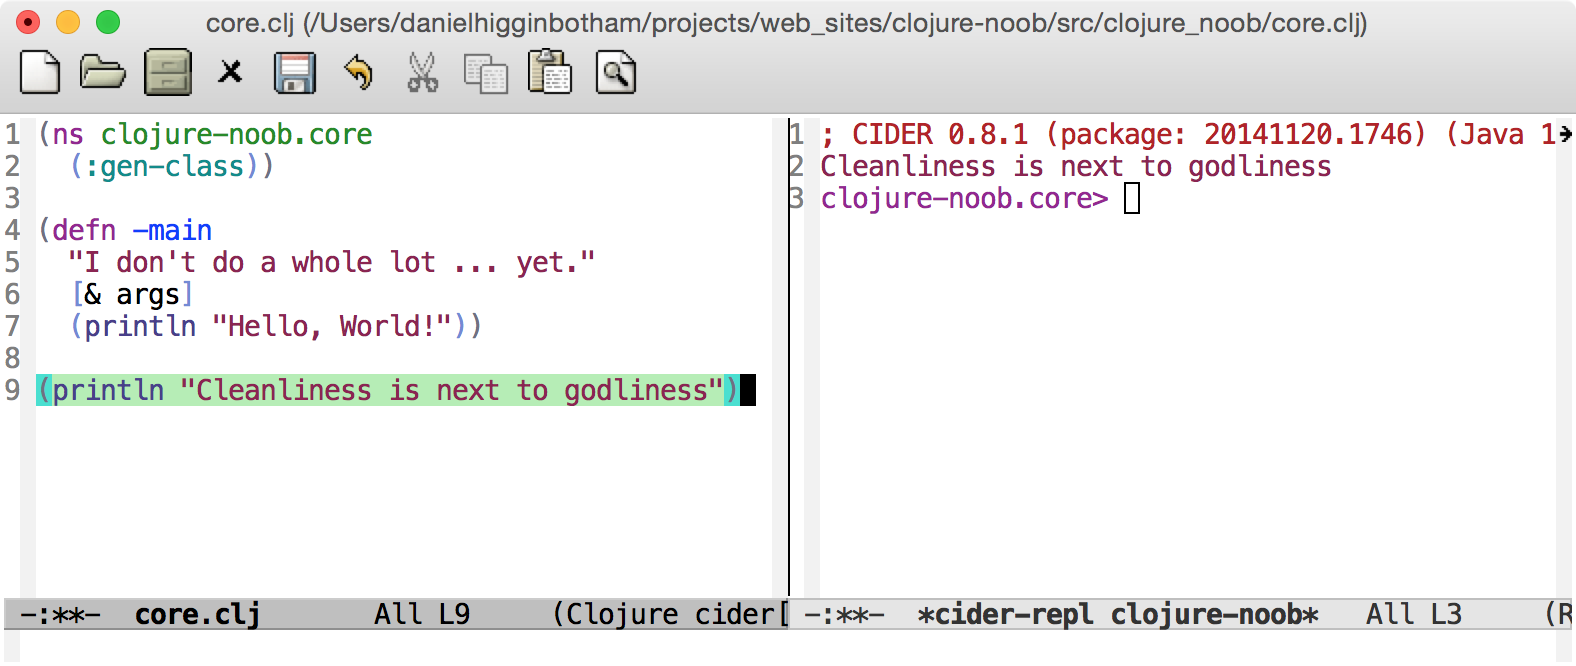 core.clj (/Users/danielhigginbotham/projects/web_sites/clojure-noob/src/clojure_noob/core.clj)
1 (ns clojure-noob.core
2   (:gen-class))
3
4 (defn -main
5   "I don't do a whole lot ... yet."
6   [& args]
7   (println "Hello, World!"))
8
9 (println "Cleanliness is next to godliness")
-:**-  core.clj       All L9     (Clojure cider[
1 ; CIDER 0.8.1 (package: 20141120.1746) (Java 1
2 Cleanliness is next to godliness
3 clojure-noob.core>
-:**-  *cider-repl clojure-noob*   All L3     (R